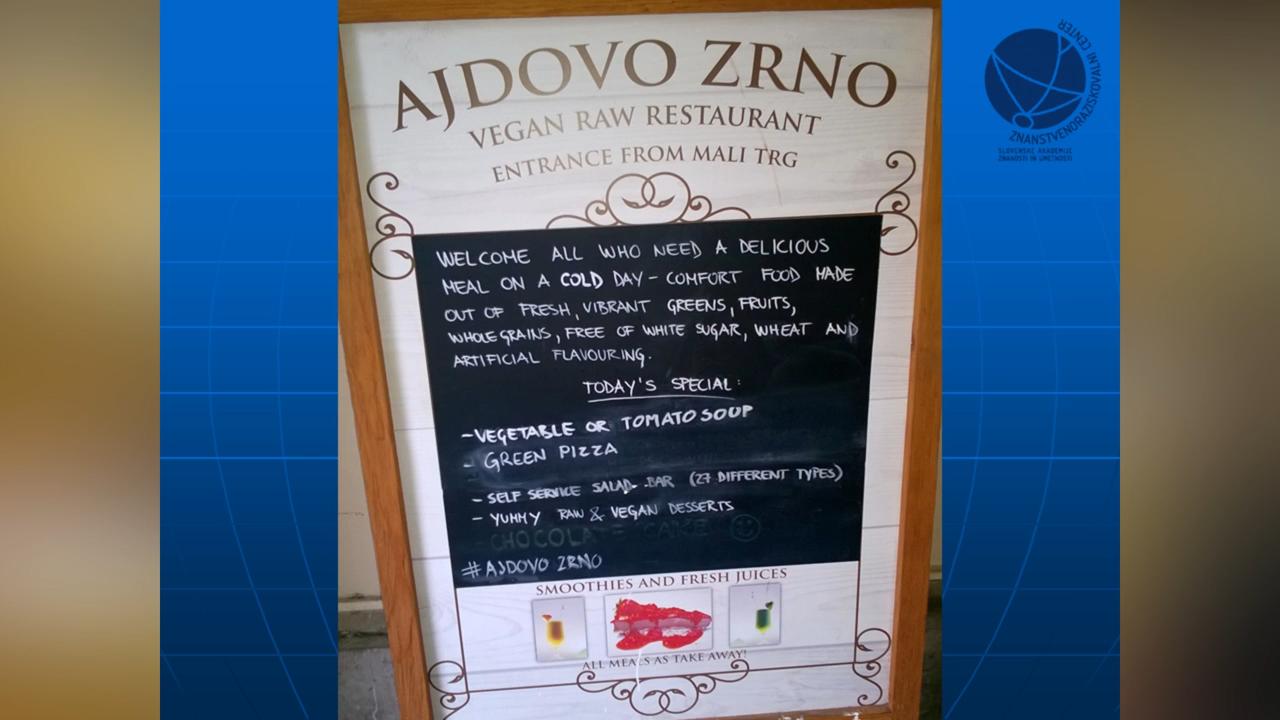 AJDOVO ZRNO
VEGAN RAW RESTAURANT
ENTRANCE FROM MALI TRG
WELCOME ALL WHO NEED A DELICIOUS
MEAL ON A COLD DAY - COMFORT FOOD MADE
OUT OF FRESH, VIBRANT GREENS, FRUITS,
WHOLE GRAINS, FREE OF WHITE SUGAR, WHEAT AND
ARTIFICIAL FLAVOURING.
TODAY'S SPECIAL:
- VEGETABLE OR TOMATO SOUP
- GREEN PIZZA
- SELF SERVICE SALAD BAR (27 DIFFERENT TYPES)
- YUMMY RAW & VEGAN DESSERTS
CHOCOLATE CAKE
# AJDOVO ZRNO
SMOOTHIES AND FRESH JUICES
ALL MEALS AS TAKE AWAY!
ZNANSTVENORAZISKOVALNI CENTER
SLOVENSKE AKADEMIJE
ZNANOSTI IN UMETNOSTI